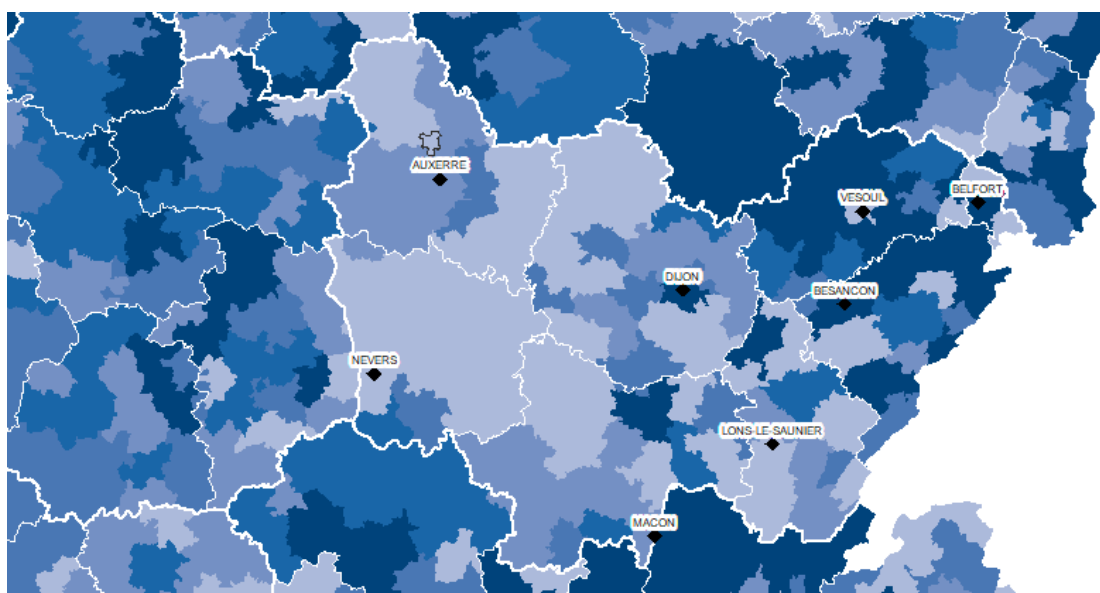 AUXERRE
BELFORT
VESOUL
DIJON
BESANCON
NEVERS
LONS-LE-SAUNIER
MACON